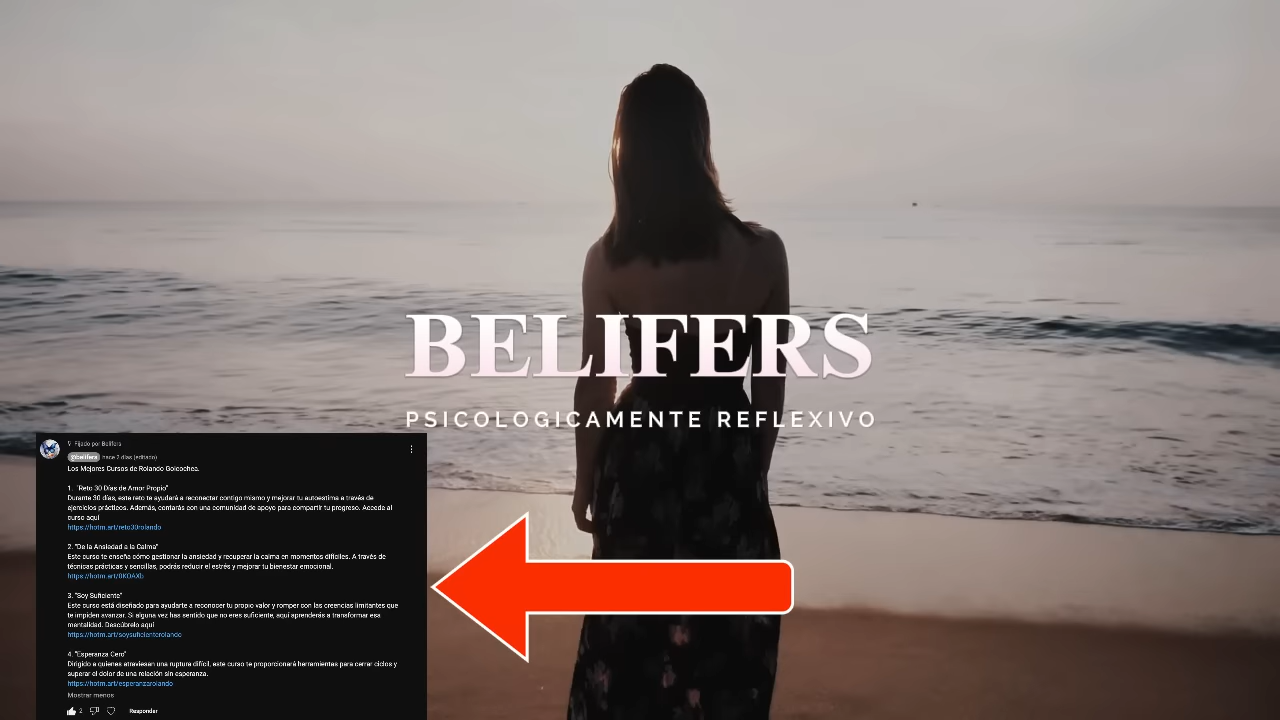 BELIFERS
PSICOLOGICAMENTE REFLEXIVO
Fijado por Belifers
@belifers hace 2 días (editado)
Los Mejores Cursos de Rolando Goicochea.
1. "Reto 30 Días de Amor Propio"
Durante 30 días, este reto te ayudará a reconectar contigo mismo y mejorar tu autoestima a través de
ejercicios prácticos. Además, contarás con una comunidad de apoyo para compartir tu progreso. Accede al
curso aquí
https://hotm.art/reto30rolando
2. "De la Ansiedad a la Calma"
Este curso te enseña cómo gestionar la ansiedad y recuperar la calma en momentos difíciles. A través de
técnicas prácticas y sencillas, podrás reducir el estrés y mejorar tu bienestar emocional.
https://hotm.art/0KOAXb
3. "Soy Suficiente"
Este curso está diseñado para ayudarte a reconocer tu propio valor y romper con las creencias limitantes que
te impiden avanzar. Si alguna vez has sentido que no eres suficiente, aquí aprenderás a transformar esa
mentalidad. Descúbrelo aquí
https://hotm.art/soysuficienterolando
4. "Esperanza Cero"
Dirigido a quienes atraviesan una ruptura difícil, este curso te proporcionará herramientas para cerrar ciclos y
superar el dolor de una relación sin esperanza.
https://hotm.art/esperanzarolando
Mostrar menos
2 Responder